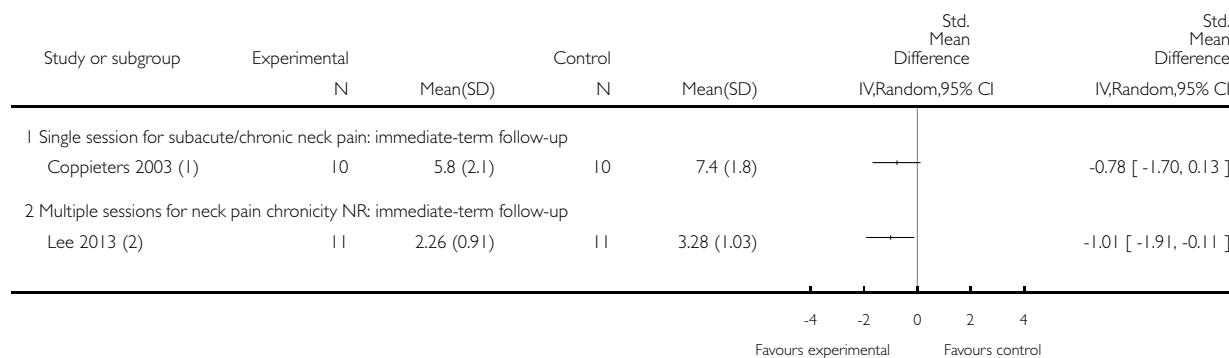 Study or subgroup Experimental Control Std. Mean Difference Std. Mean Difference
N Mean(SD) N Mean(SD) IV,Random,95% CI IV,Random,95% CI
1 Single session for subacute/chronic neck pain: immediate-term follow-up
Coppieters 2003 (1) 10 5.8 (2.1) 10 7.4 (1.8) -0.78 [ -1.70, 0.13 ]
2 Multiple sessions for neck pain chronicity NR: immediate-term follow-up
Lee 2013 (2) 11 2.26 (0.91) 11 3.28 (1.03) -1.01 [ -1.91, -0.11 ]
-4 -2 0 2 4
Favours experimental Favours control